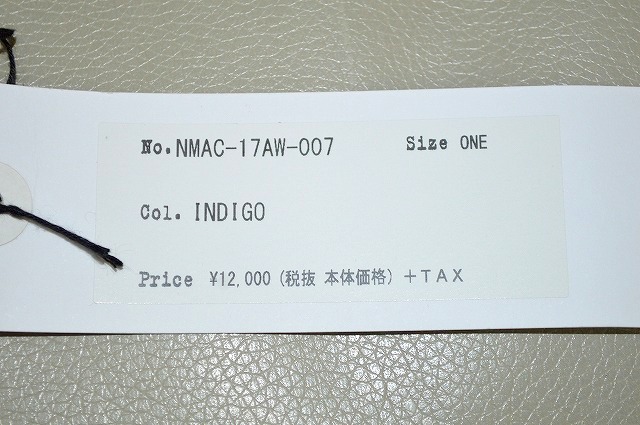 No. NMAC-17AW-007 Size ONE
Col. INDIGO
Price ¥12,000 (税抜 本体価格) +TAX